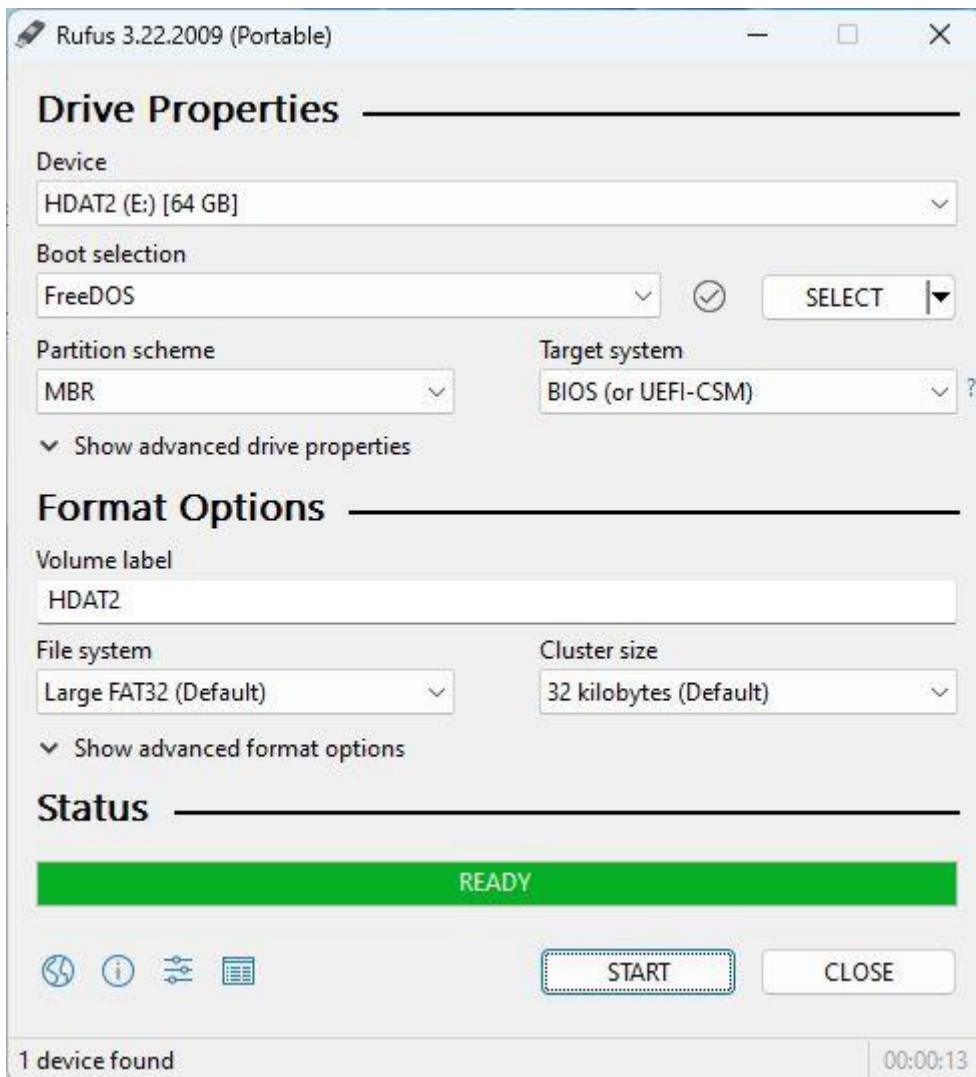 Rufus 3.22.2009 (Portable)
Drive Properties
Device
HDAT2 (E:) [64 GB]
Boot selection
FreeDOS
SELECT
Partition scheme
Target system
MBR
BIOS (or UEFI-CSM)
?
Show advanced drive properties
Format Options
Volume label
HDAT2
File system
Cluster size
Large FAT32 (Default)
32 kilobytes (Default)
Show advanced format options
Status
READY
START
CLOSE
1 device found
00:00:13